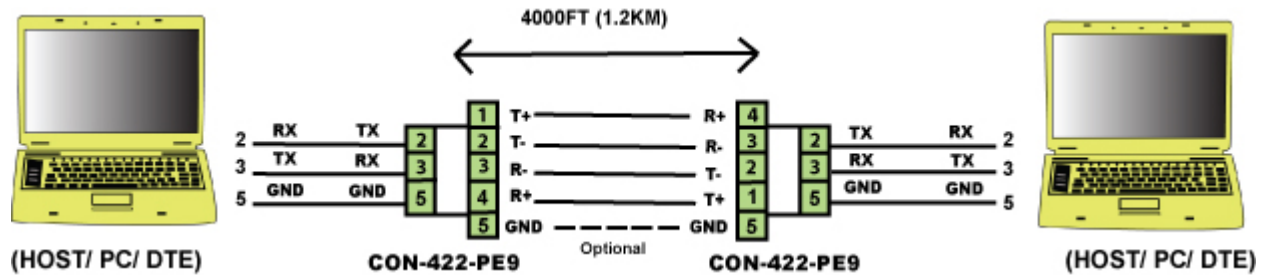 4000FT (1.2KM)
1 T+ R+ 4
2 RX TX 2 2 T- R- 3 2 TX RX 2
3 TX RX 3 3 R- T- 2 3 RX TX 3
5 GND GND 5 4 R+ T+ 1 5 GND GND 5
5 GND Optional GND 5
(HOST/ PC/ DTE) CON-422-PE9 CON-422-PE9 (HOST/ PC/ DTE)